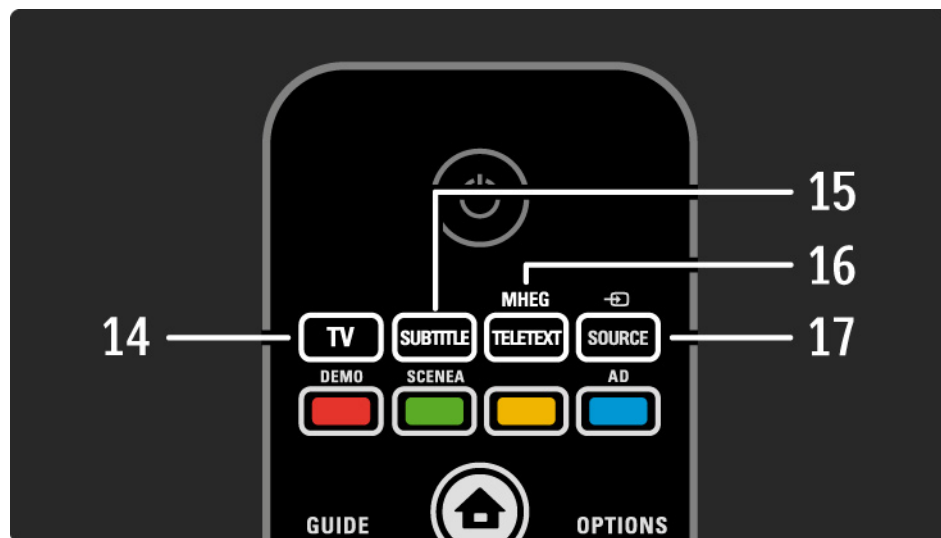 15
16
MHEG
14
TV
SUBTITLE
TELETEXT
SOURCE
17
DEMO
SCENEA
AD
GUIDE
OPTIONS